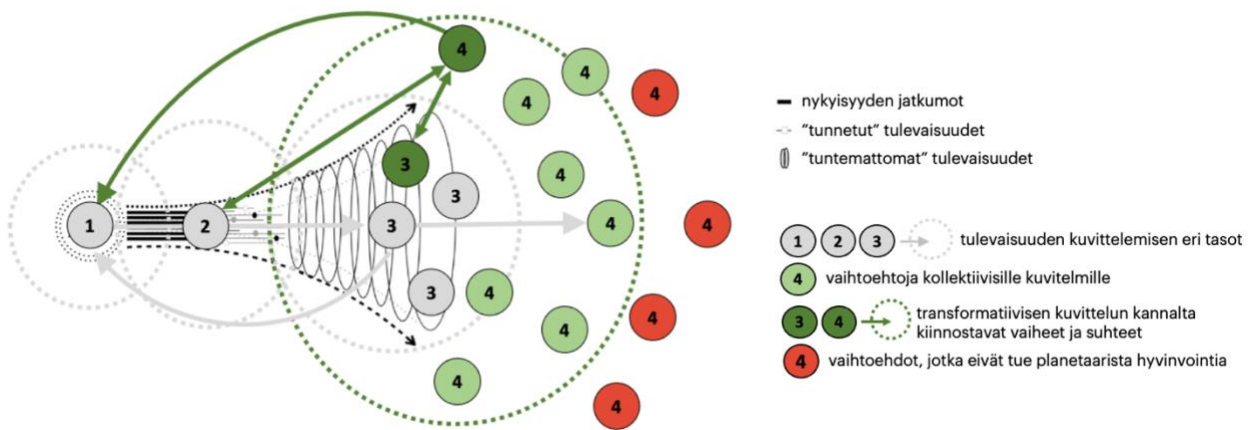 4
4
4
4
4
nykyisyyden jatkumot
"tunnetut" tulevaisuudet
"tuntemattomat" tulevaisuudet
3
4
3
1
2
3
4
4
3
4
4
4
4
4
4
1 2 3 tulevaisuuden kuvittelemisen eri tasot
4 vaihtoehtoja kollektiivisille kuvitelmille
3 4 transformatiivisen kuvittelun kannalta
kiinnostavat vaiheet ja suhteet
4 vaihtoehdot, jotka eivät tue planetaarista hyvinvointia